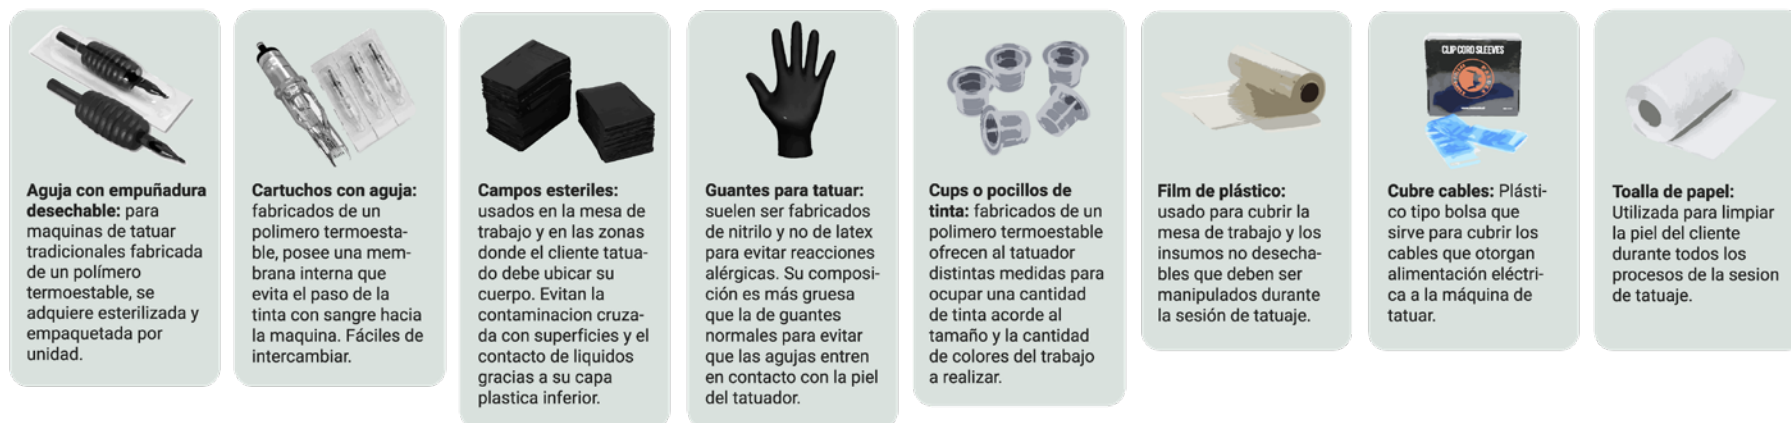 Aguja con empuñadura
desechable: para
maquinas de tatuar
tradicionales fabricada
de un polímero
termoestable, se
adquiere esterilizada y
empaquetada por
unidad.
Cartuchos con aguja:
fabricados de un
polimero termoesta-
ble, posee una mem-
brana interna que
evita el paso de la
tinta con sangre hacia
la maquina. Fáciles de
intercambiar.
Campos esteriles:
usados en la mesa de
trabajo y en las zonas
donde el cliente tatua-
do debe ubicar su
cuerpo. Evitan la
contaminacion cruza-
da con superficies y el
contacto de liquidos
gracias a su capa
plastica inferior.
Guantes para tatuar:
suelen ser fabricados
de nitrilo y no de latex
para evitar reacciones
alérgicas. Su composi-
ción es más gruesa
que la de guantes
normales para evitar
que las agujas entren
en contacto con la piel
del tatuador.
Cups o pocillos de
tinta: fabricados de un
polimero termoestable
ofrecen al tatuador
distintas medidas para
ocupar una cantidad
de tinta acorde al
tamaño y la cantidad
de colores del trabajo
a realizar.
Film de plástico:
usado para cubrir la
mesa de trabajo y los
insumos no desecha-
bles que deben ser
manipulados durante
la sesión de tatuaje.
CLIP CORD SLEEVES
Cubre cables: Plásti-
co tipo bolsa que
sirve para cubrir los
cables que otorgan
alimentación eléctri-
ca a la máquina de
tatuar.
Toalla de papel:
Utilizada para limpiar
la piel del cliente
durante todos los
procesos de la sesion
de tatuaje.